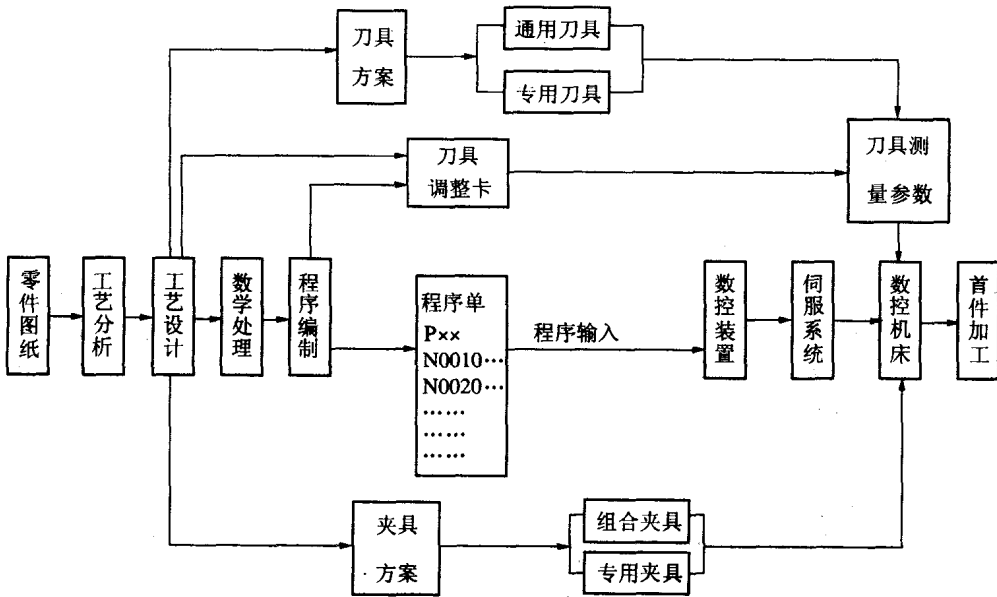 刀具
方案
通用刀具
专用刀具
刀具测
量参数
刀具
调整卡
零件图纸
工艺分析
工艺设计
数学处理
程序编制
程序单
P××
N0010…
N0020…
……
……
……
程序输入
数控装置
伺服系统
数控机床
首件加工
夹具
方案
组合夹具
专用夹具